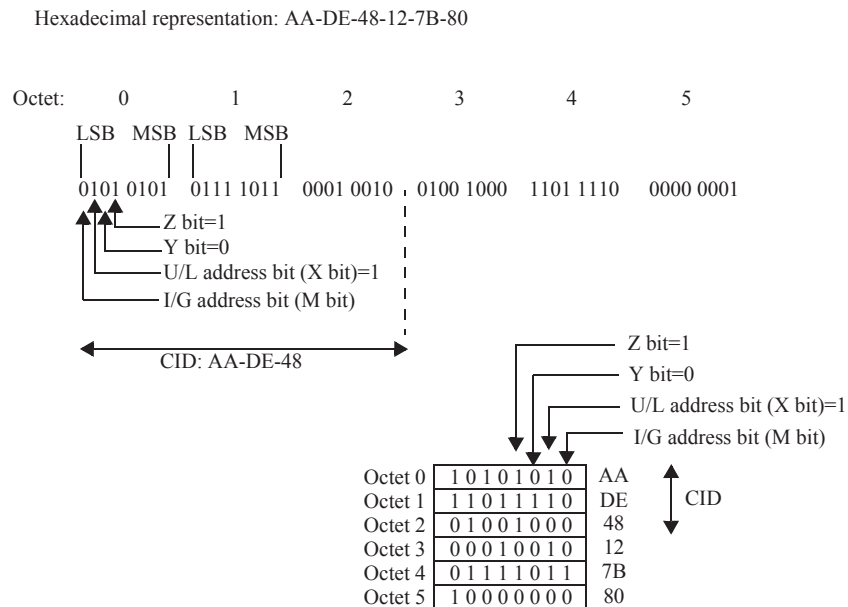 Hexadecimal representation: AA-DE-48-12-7B-80
Octet: 0 1 2 3 4 5
LSB MSB LSB MSB
0101 0101 0111 1011 0001 0010 0100 1000 1101 1110 0000 0001
Z bit=1
Y bit=0
U/L address bit (X bit)=1
I/G address bit (M bit)
CID: AA-DE-48
Z bit=1
Y bit=0
U/L address bit (X bit)=1
I/G address bit (M bit)
Octet 0 1 0 1 0 1 0 1 0 AA
Octet 1 1 1 0 1 1 1 1 0 DE
CID
Octet 2 0 1 0 0 1 0 0 0 48
Octet 3 0 0 0 1 0 0 1 0 12
Octet 4 0 1 1 1 1 0 1 1 7B
Octet 5 1 0 0 0 0 0 0 0 80